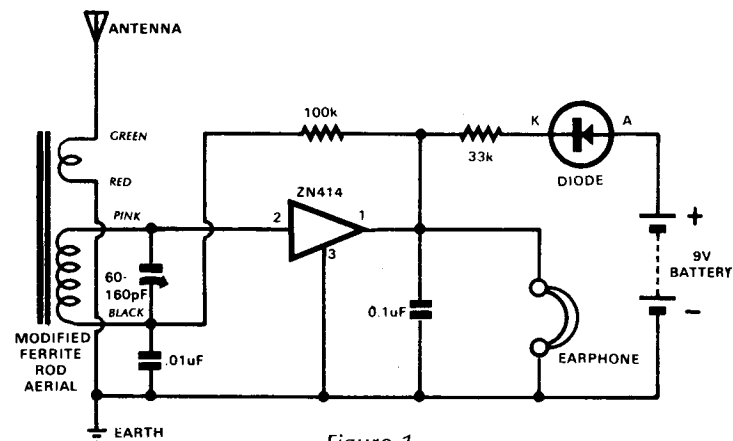 ANTENNA
GREEN
RED
PINK
BLACK
60-
160pF
.01uF
MODIFIED
FERRITE
ROD
AERIAL
EARTH
100k
33k
K
A
DIODE
ZN414
2
1
3
0.1uF
EARPHONE
+
9V
BATTERY
−
Figure 1